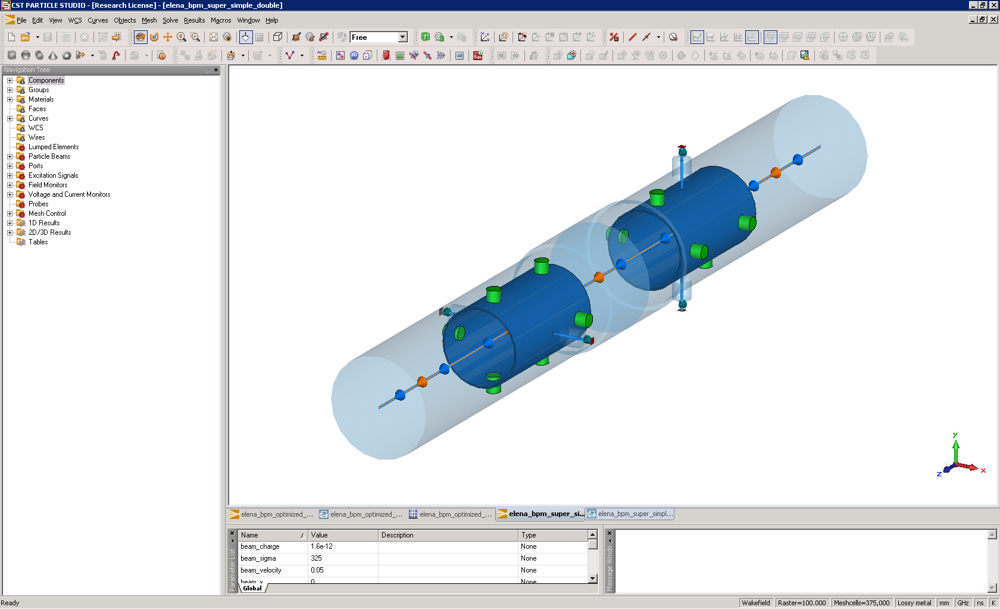 CST PARTICLE STUDIO - [Research License] - [elena_bpm_super_simple_double]
File Edit View WCS Curves Objects Mesh Solve Results Macros Window Help
Free
Navigation Tree
Components
Groups
Materials
Faces
Curves
WCS
Wires
Lumped Elements
Particle Beams
Ports
Excitation Signals
Field Monitors
Voltage and Current Monitors
Probes
Mesh Control
1D Results
2D/3D Results
Tables
y
x
z
elena_bpm_optimized_... elena_bpm_optimized_... elena_bpm_optimized_... elena_bpm_super_si... elena_bpm_super_simpl...
Parameter List
Name Value Description Type
beam_charge 1.6e-12 None
beam_sigma 325 None
beam_velocity 0.05 None
beam_x 0 None
Global
Message Windo
Ready Wakefield Raster=100.000 Meshcells=375,000 Lossy metal mm GHz ns K